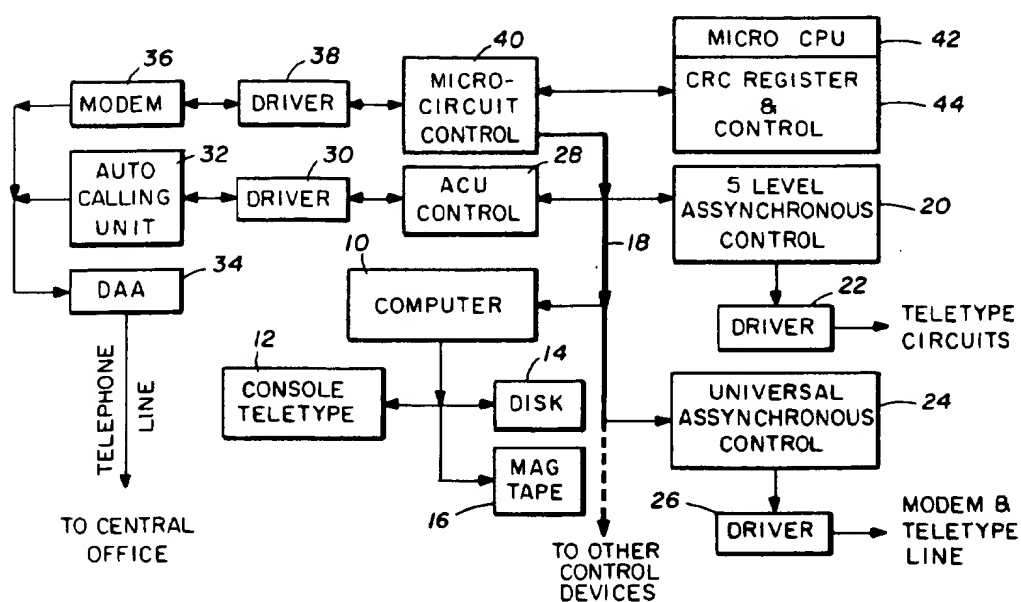 36
MODEM
38
DRIVER
40
MICRO-
CIRCUIT
CONTROL
MICRO CPU
42
CRC REGISTER
&
CONTROL
44
32
AUTO
CALLING
UNIT
30
DRIVER
28
ACU
CONTROL
5 LEVEL
ASSYNCHRONOUS
CONTROL
20
18
34
DAA
10
COMPUTER
22
DRIVER
TELETYPE
CIRCUITS
TELEPHONE
LINE
12
CONSOLE
TELETYPE
14
DISK
UNIVERSAL
ASSYNCHRONOUS
CONTROL
24
MAG
TAPE
16
26
DRIVER
MODEM &
TELETYPE
LINE
TO CENTRAL
OFFICE
TO OTHER
CONTROL
DEVICES